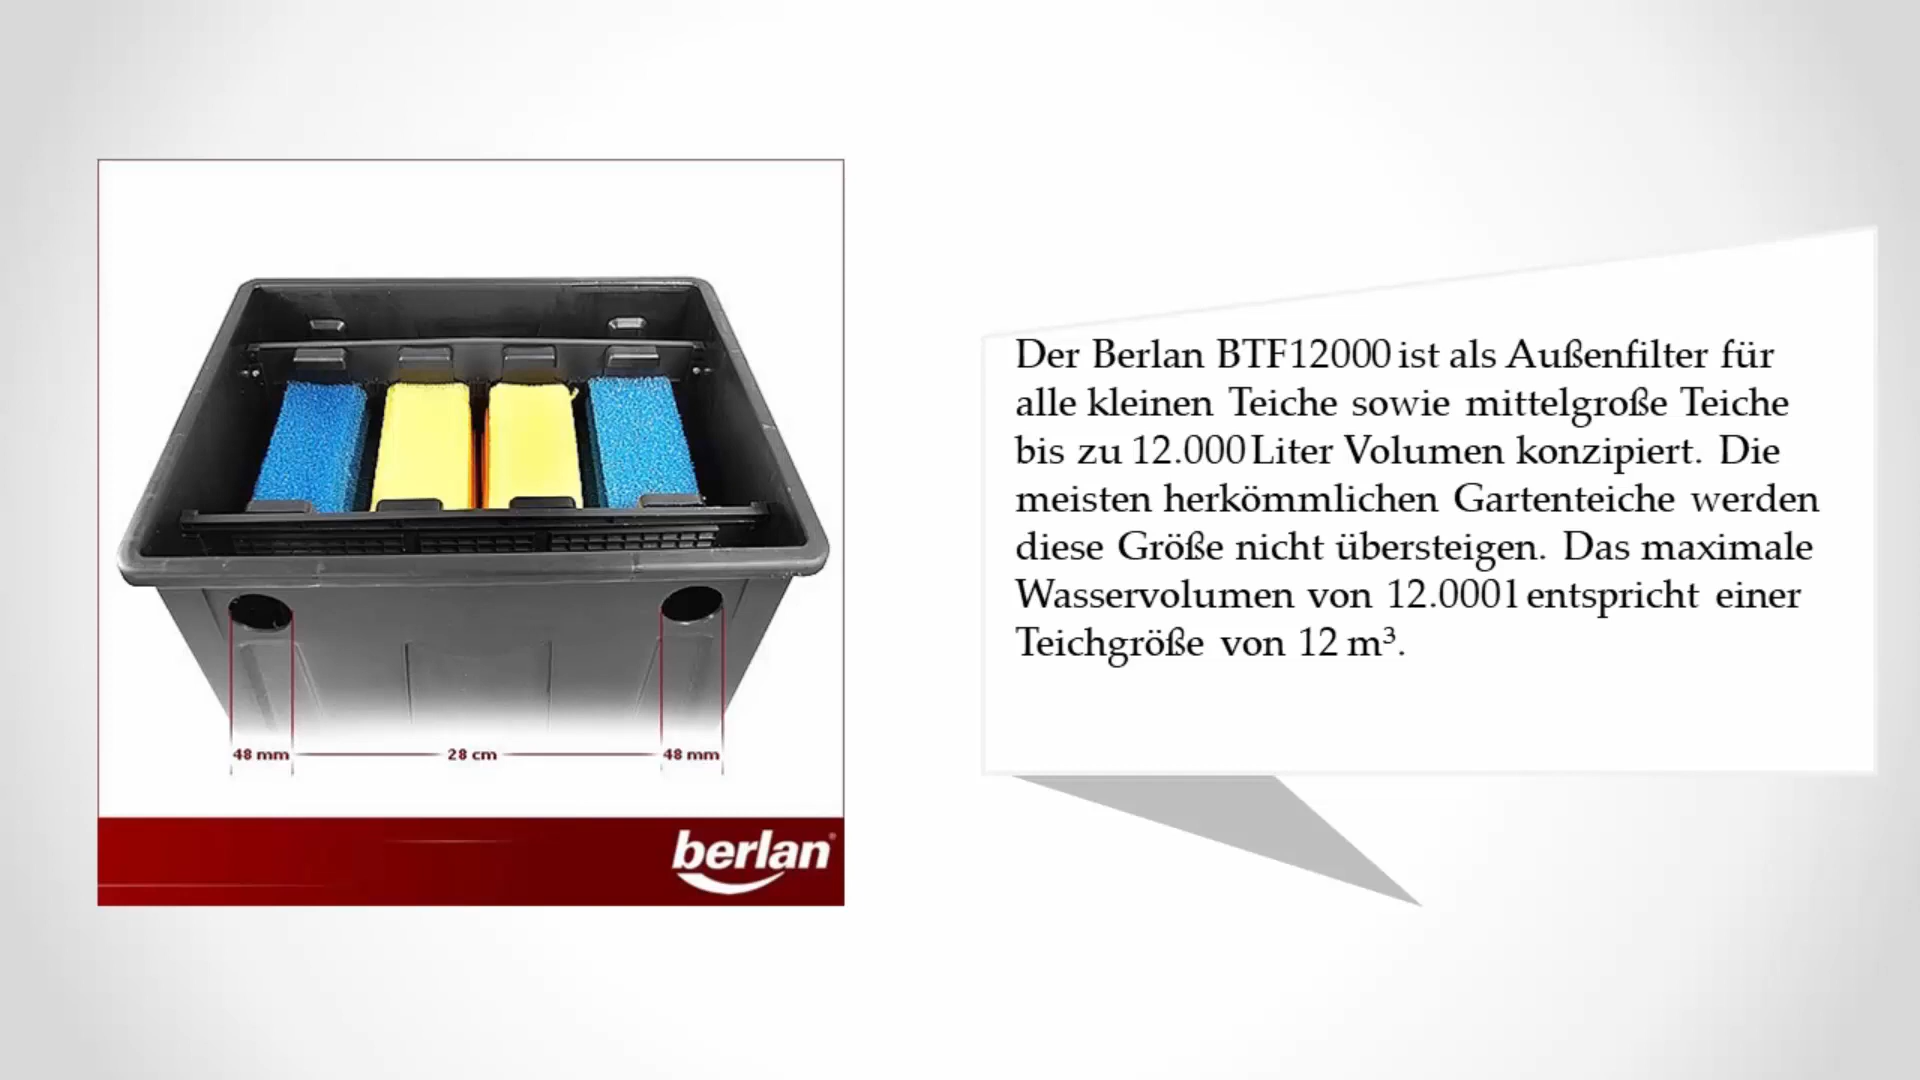 Der Berlan BTF12000 ist als Außenfilter für
alle kleinen Teiche sowie mittelgroße Teiche
bis zu 12.000 Liter Volumen konzipiert. Die
meisten herkömmlichen Gartenteiche werden
diese Größe nicht übersteigen. Das maximale
Wasservolumen von 12.000 l entspricht einer
Teichgröße von 12 m³.
48 mm 28 cm 48 mm
berlan®